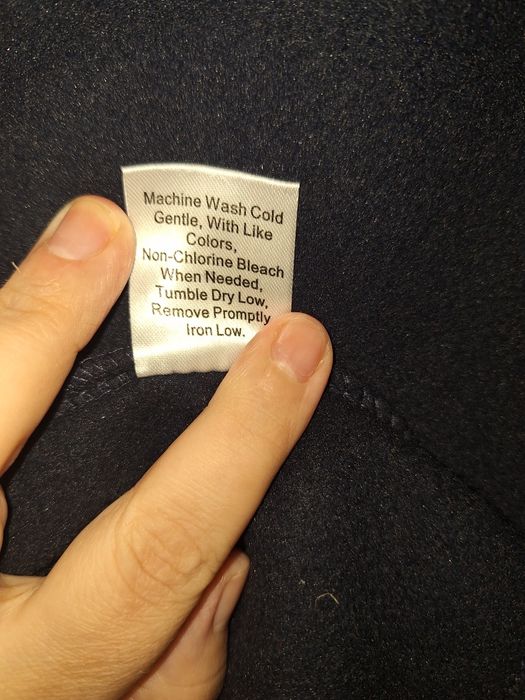 Machine Wash Cold
Gentle, With Like
Colors,
Non-Chlorine Bleach
When Needed,
Tumble Dry Low,
Remove Promptly
Iron Low.